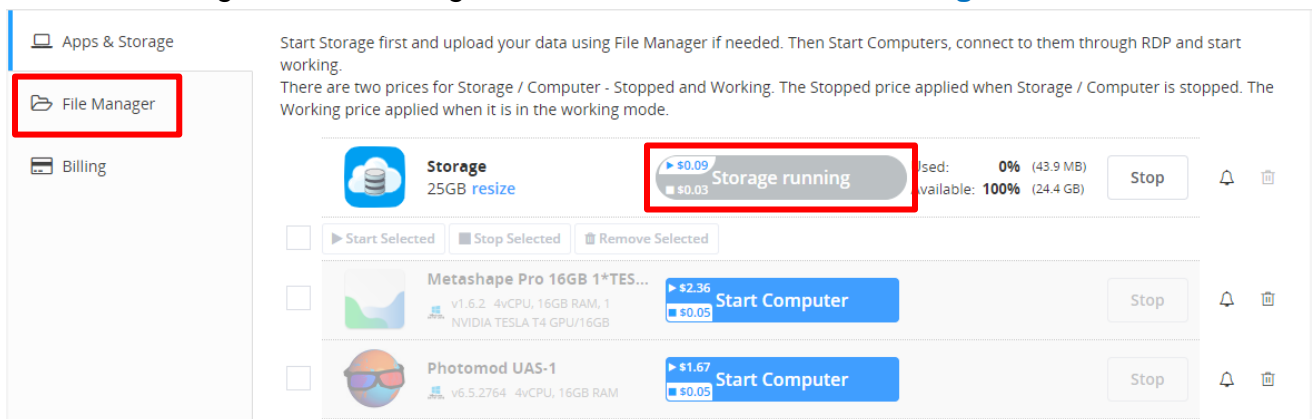 Apps & Storage
File Manager
Billing
Start Storage first and upload your data using File Manager if needed. Then Start Computers, connect to them through RDP and start
working.
There are two prices for Storage / Computer - Stopped and Working. The Stopped price applied when Storage / Computer is stopped. The
Working price applied when it is in the working mode.
Storage
25GB resize
$0.09
$0.03
Storage running
Used: 0% (43.9 MB)
Available: 100% (24.4 GB)
Stop
Start Selected
Stop Selected
Remove Selected
Metashape Pro 16GB 1*TES...
v1.6.2 4vCPU, 16GB RAM, 1
NVIDIA TESLA T4 GPU/16GB
$2.36
$0.05
Start Computer
Stop
Photomod UAS-1
v6.5.2764 4vCPU, 16GB RAM
$1.67
$0.05
Start Computer
Stop